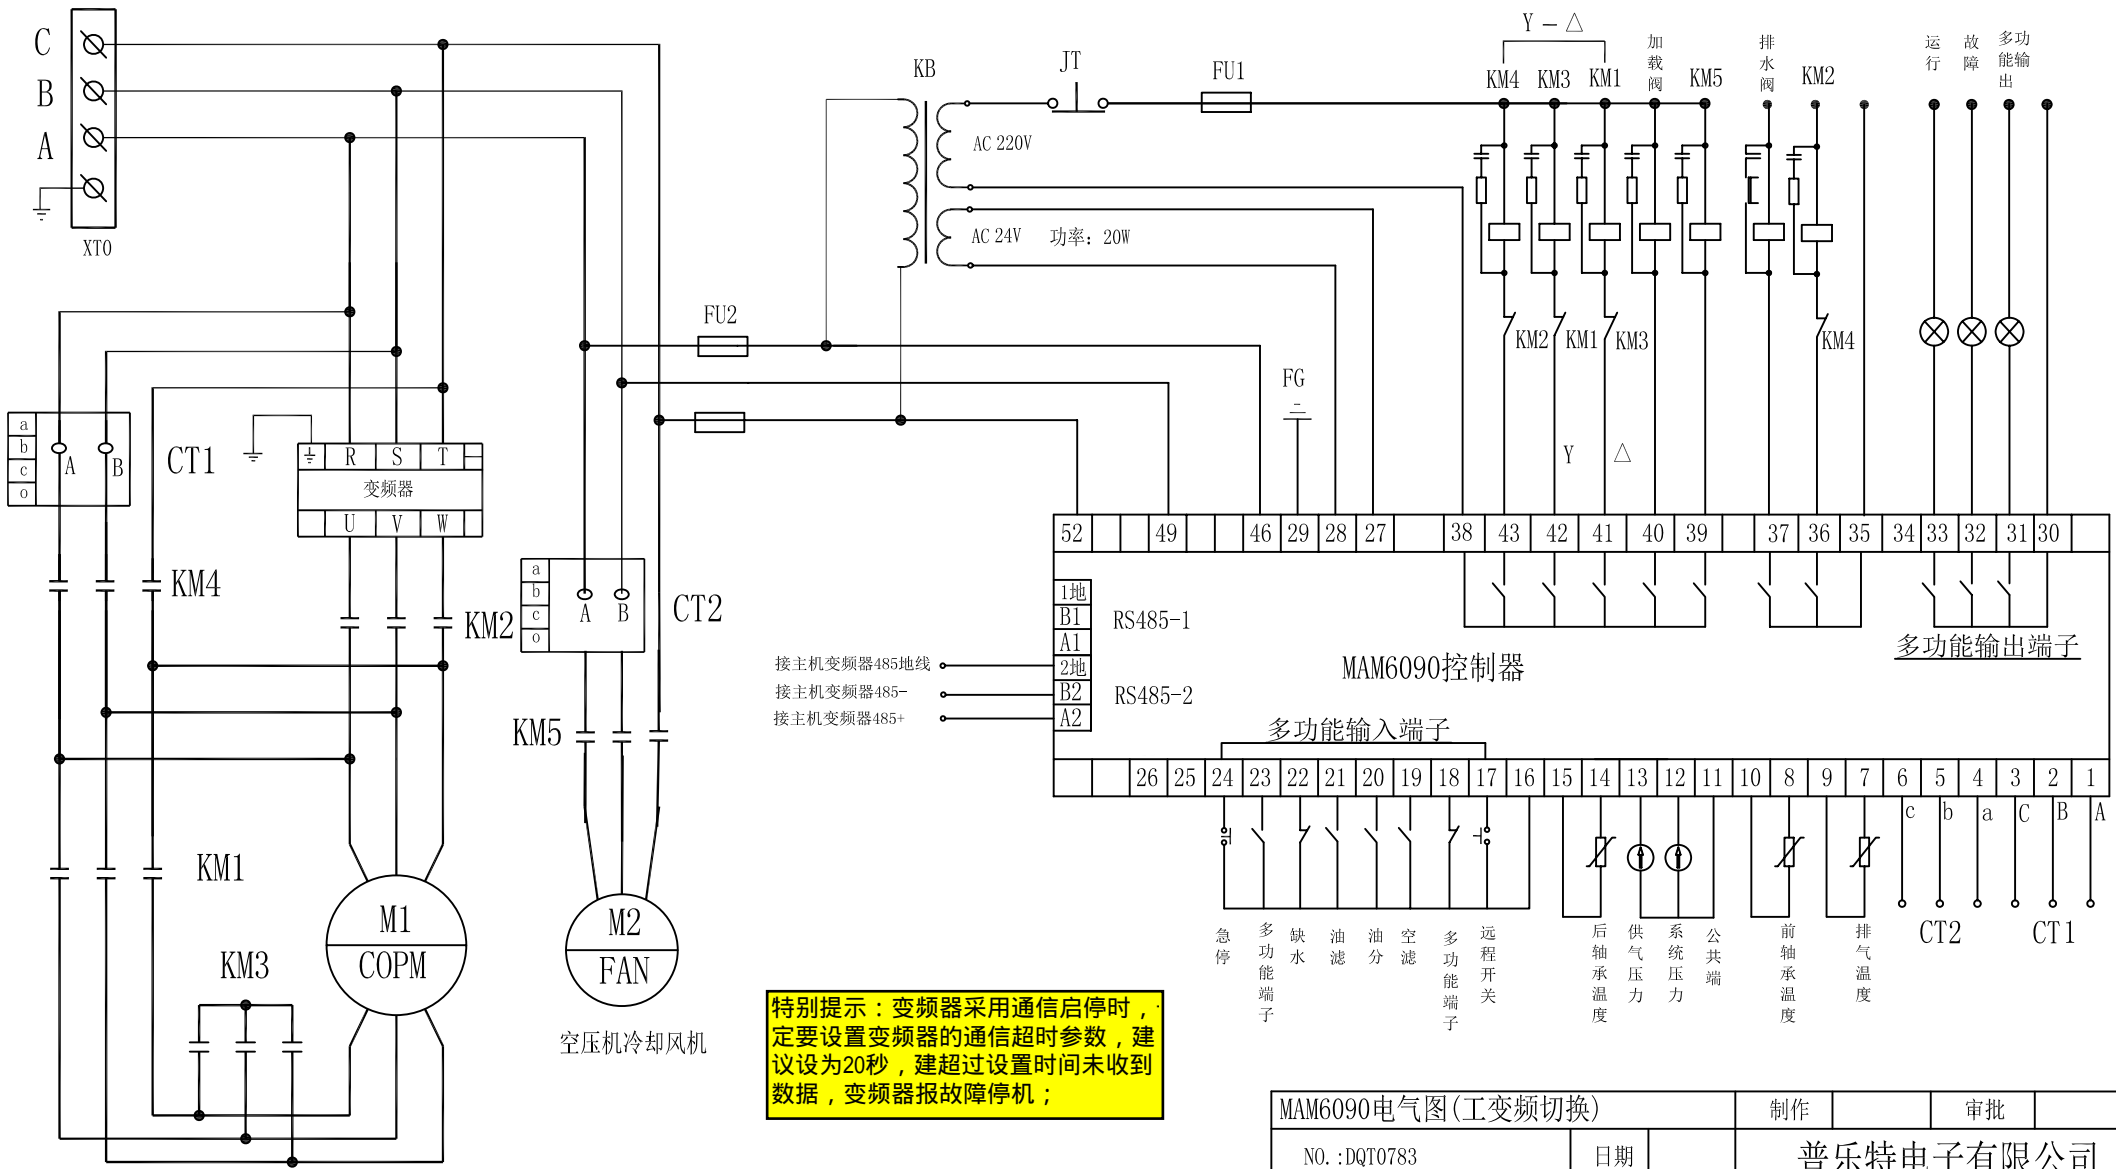 C
B
A
XT0
KB
JT
FU1
Y－△
KM4
KM3
KM1
加载阀
KM5
排水阀
KM2
运行
故障
多功能输出
AC 220V
AC 24V
功率：20W
FU2
FG
KM2
KM1
KM3
KM4
Y
△
a
b
c
o
A
B
CT1
R
S
T
变频器
U
V
W
KM4
KM2
a
b
c
o
A
B
CT2
KM5
52
49
46
29
28
27
38
43
42
41
40
39
37
36
35
34
33
32
31
30
1地
B1
A1
RS485-1
2地
B2
A2
RS485-2
接主机变频器485地线
接主机变频器485-
接主机变频器485+
MAM6090控制器
多功能输出端子
多功能输入端子
26
25
24
23
22
21
20
19
18
17
16
15
14
13
12
11
10
8
9
7
6
5
4
3
2
1
c
b
a
C
B
A
急停
多功能端子
缺水
油滤
油分
空滤
多功能端子
远程开关
后轴承温度
供气压力
系统压力
公共端
前轴承温度
排气温度
CT2
CT1
KM1
M1
COPM
KM3
M2
FAN
空压机冷却风机
特别提示：变频器采用通信启停时，
定要设置变频器的通信超时参数，建
议设为20秒，建超过设置时间未收到
数据，变频器报故障停机；
MAM6090电气图(工变频切换)
制作
审批
NO.:DQT0783
日期
普乐特电子有限公司